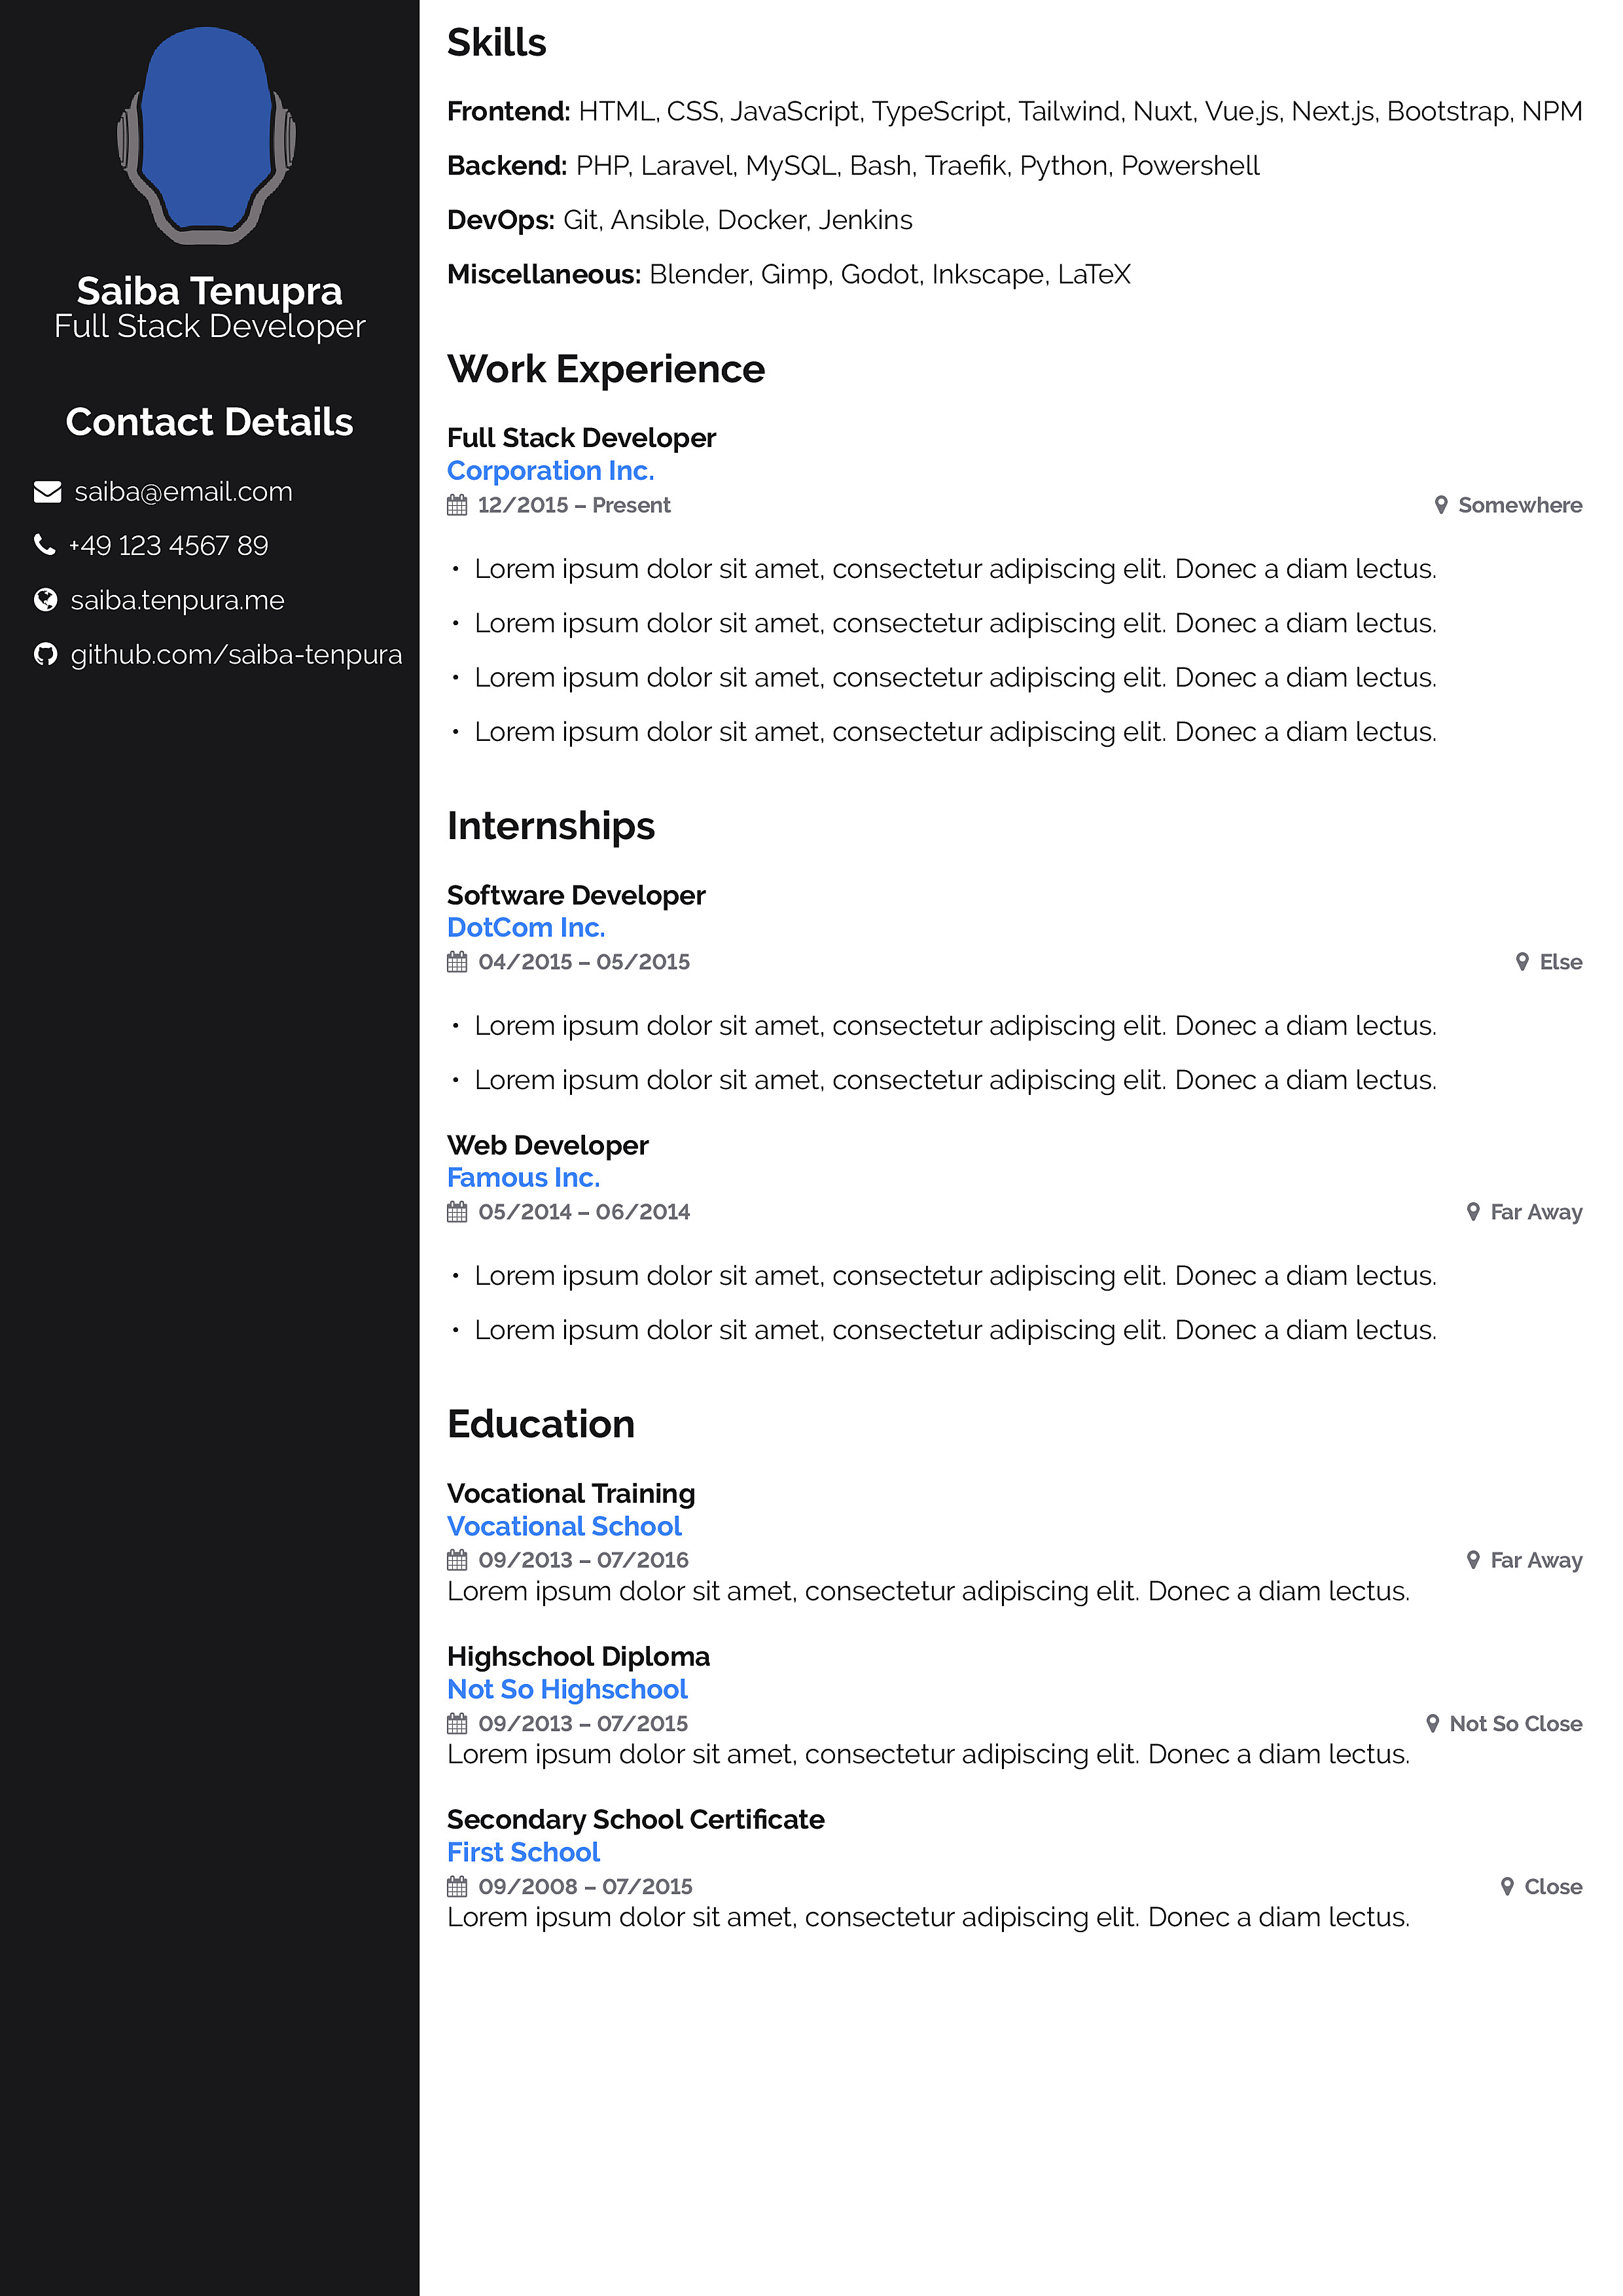 Saiba Tenupra
Full Stack Developer
Contact Details
saiba@email.com
+49 123 4567 89
saiba.tenpura.me
github.com/saiba-tenpura
Skills
Frontend: HTML, CSS, JavaScript, TypeScript, Tailwind, Nuxt, Vue.js, Next.js, Bootstrap, NPM
Backend: PHP, Laravel, MySQL, Bash, Traefik, Python, Powershell
DevOps: Git, Ansible, Docker, Jenkins
Miscellaneous: Blender, Gimp, Godot, Inkscape, LaTeX
Work Experience
Full Stack Developer
Corporation Inc.
12/2015 – Present Somewhere
• Lorem ipsum dolor sit amet, consectetur adipiscing elit. Donec a diam lectus.
• Lorem ipsum dolor sit amet, consectetur adipiscing elit. Donec a diam lectus.
• Lorem ipsum dolor sit amet, consectetur adipiscing elit. Donec a diam lectus.
• Lorem ipsum dolor sit amet, consectetur adipiscing elit. Donec a diam lectus.
Internships
Software Developer
DotCom Inc.
04/2015 – 05/2015 Else
• Lorem ipsum dolor sit amet, consectetur adipiscing elit. Donec a diam lectus.
• Lorem ipsum dolor sit amet, consectetur adipiscing elit. Donec a diam lectus.
Web Developer
Famous Inc.
05/2014 – 06/2014 Far Away
• Lorem ipsum dolor sit amet, consectetur adipiscing elit. Donec a diam lectus.
• Lorem ipsum dolor sit amet, consectetur adipiscing elit. Donec a diam lectus.
Education
Vocational Training
Vocational School
09/2013 – 07/2016 Far Away
Lorem ipsum dolor sit amet, consectetur adipiscing elit. Donec a diam lectus.
Highschool Diploma
Not So Highschool
09/2013 – 07/2015 Not So Close
Lorem ipsum dolor sit amet, consectetur adipiscing elit. Donec a diam lectus.
Secondary School Certificate
First School
09/2008 – 07/2015 Close
Lorem ipsum dolor sit amet, consectetur adipiscing elit. Donec a diam lectus.